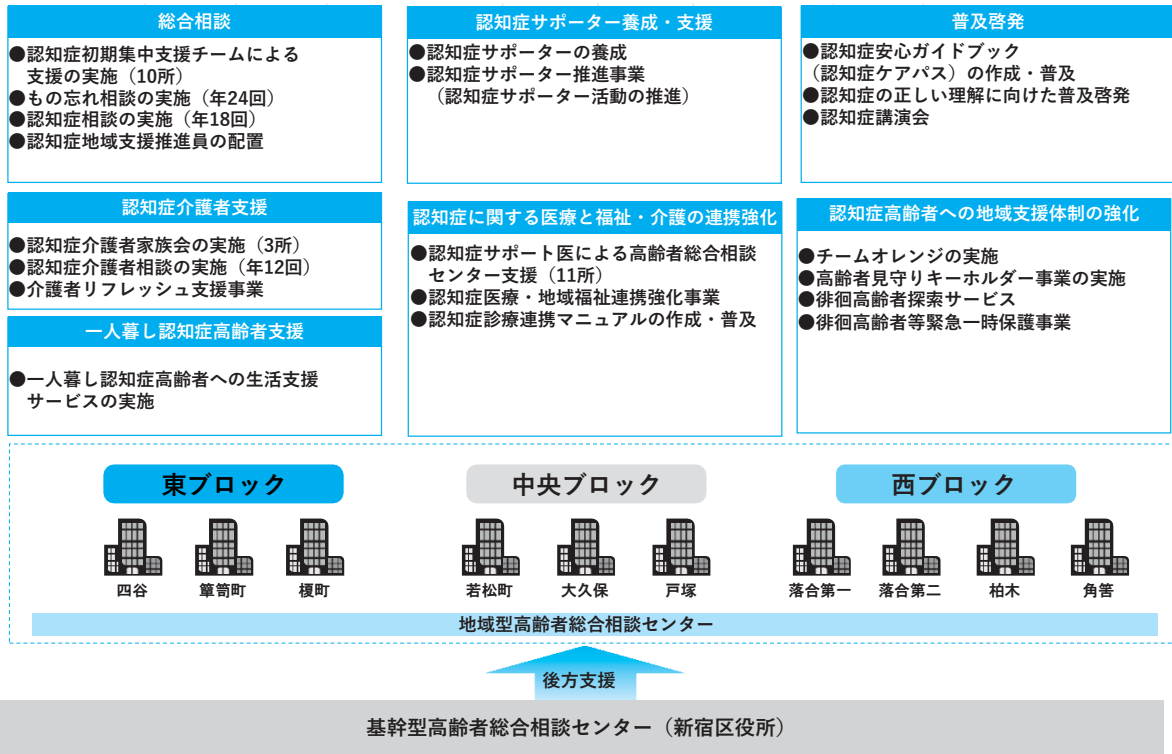 総合相談
●認知症初期集中支援チームによる
支援の実施（10所）
●もの忘れ相談の実施（年24回）
●認知症相談の実施（年18回）
●認知症地域支援推進員の配置
認知症サポーター養成・支援
●認知症サポーターの養成
●認知症サポーター推進事業
（認知症サポーター活動の推進）
普及啓発
●認知症安心ガイドブック
（認知症ケアパス）の作成・普及
●認知症の正しい理解に向けた普及啓発
●認知症講演会
認知症介護者支援
●認知症介護者家族会の実施（3所）
●認知症介護者相談の実施（年12回）
●介護者リフレッシュ支援事業
認知症に関する医療と福祉・介護の連携強化
●認知症サポート医による高齢者総合相談
センター支援（11所）
●認知症医療・地域福祉連携強化事業
●認知症診療連携マニュアルの作成・普及
認知症高齢者への地域支援体制の強化
●チームオレンジの実施
●高齢者見守りキーホルダー事業の実施
●徘徊高齢者探索サービス
●徘徊高齢者等緊急一時保護事業
一人暮し認知症高齢者支援
●一人暮し認知症高齢者への生活支援
サービスの実施
東ブロック
中央ブロック
西ブロック
四谷
簞笥町
榎町
若松町
大久保
戸塚
落合第一
落合第二
柏木
角筈
地域型高齢者総合相談センター
後方支援
基幹型高齢者総合相談センター（新宿区役所）